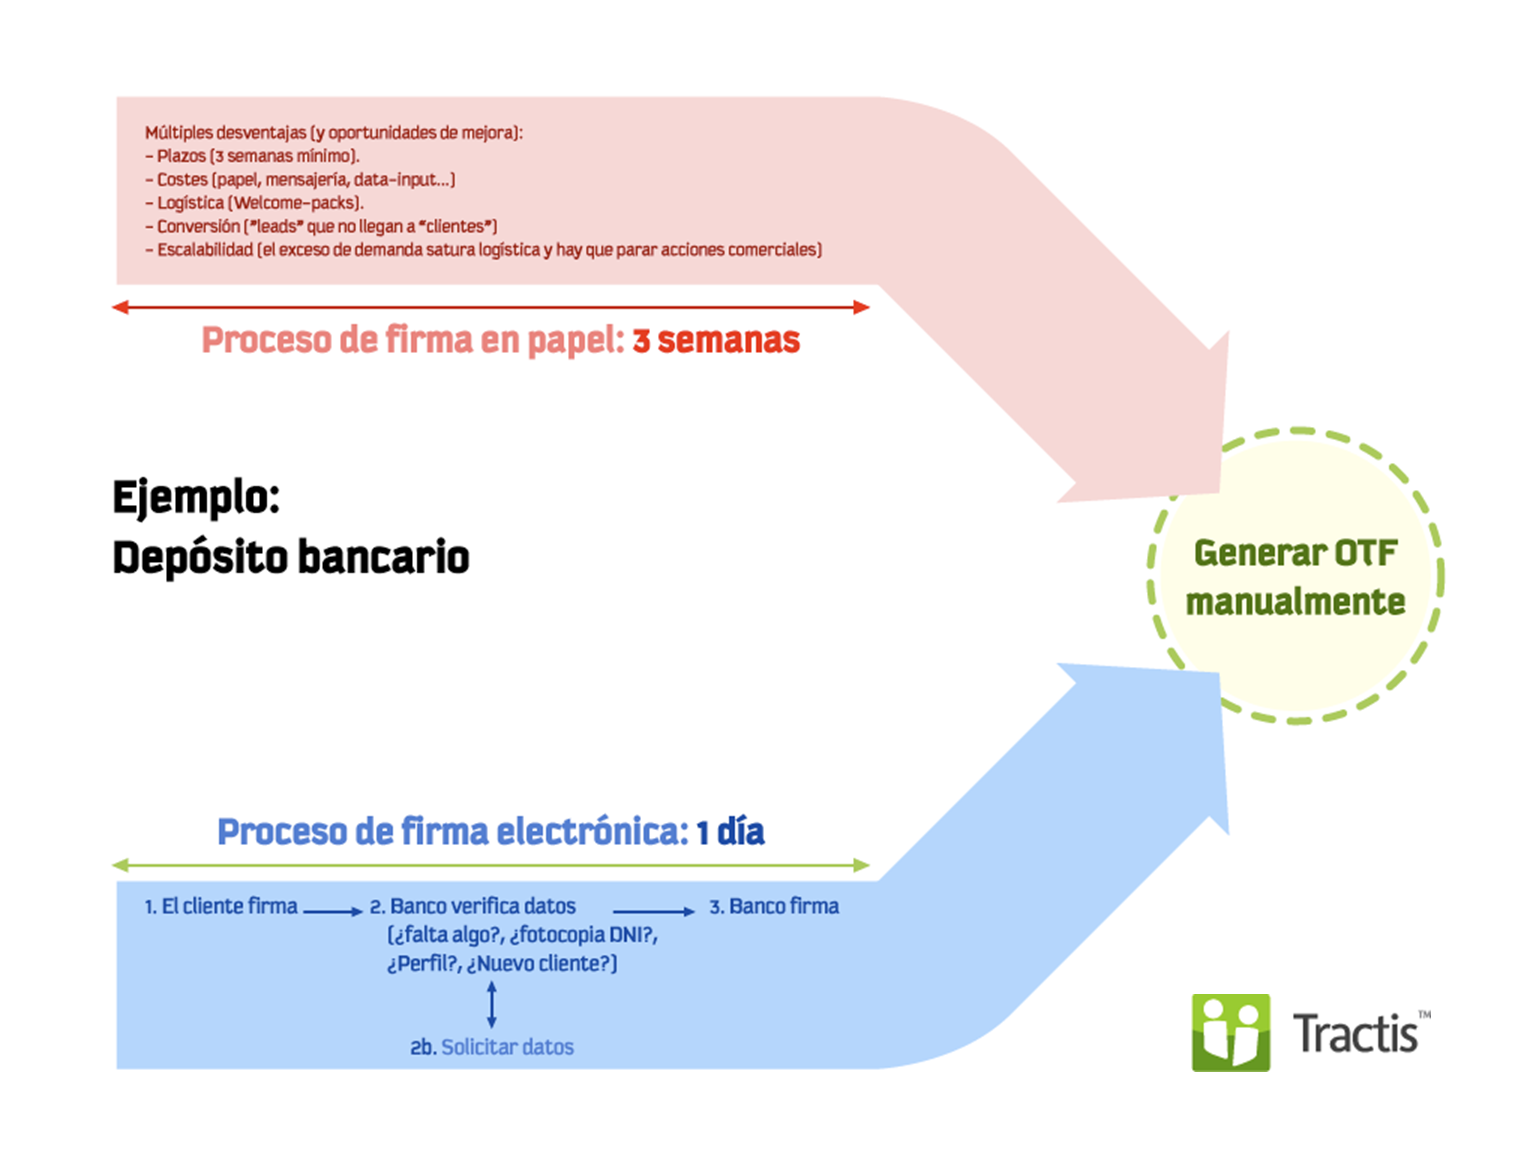 Múltiples desventajas (y oportunidades de mejora):
- Plazos (3 semanas mínimo).
- Costes (papel, mensajería, data-input...)
- Logística (Welcome-packs).
- Conversión ("leads" que no llegan a "clientes")
- Escalabilidad (el exceso de demanda satura logística y hay que parar acciones comerciales)
Proceso de firma en papel: 3 semanas
Ejemplo:
Depósito bancario
Generar OTF
manualmente
Proceso de firma electrónica: 1 día
1. El cliente firma 2. Banco verifica datos 3. Banco firma
(¿falta algo?, ¿fotocopia DNI?,
¿Perfil?, ¿Nuevo cliente?)
2b. Solicitar datos
Tractis™